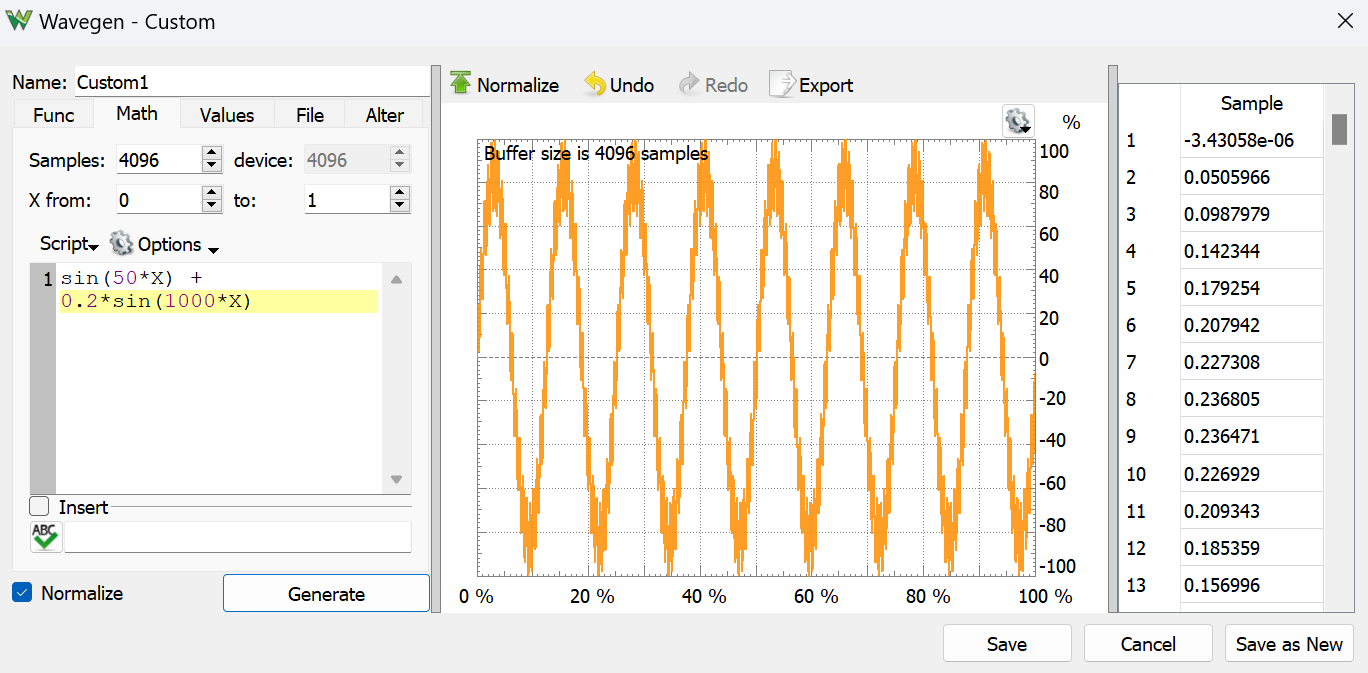 Wavegen - Custom
Name: Custom1
Func Math Values File Alter
Samples: 4096 device: 4096
X from: 0 to: 1
Script Options
1 sin(50*X) +
0.2*sin(1000*X)
Insert
ABC
Normalize Generate
Normalize Undo Redo Export
%
Buffer size is 4096 samples
100
80
60
40
20
0
-20
-40
-60
-80
-100
0 % 20 % 40 % 60 % 80 % 100 %
Sample
1 -3.43058e-06
2 0.0505966
3 0.0987979
4 0.142344
5 0.179254
6 0.207942
7 0.227308
8 0.236805
9 0.236471
10 0.226929
11 0.209343
12 0.185359
13 0.156996
Save Cancel Save as New